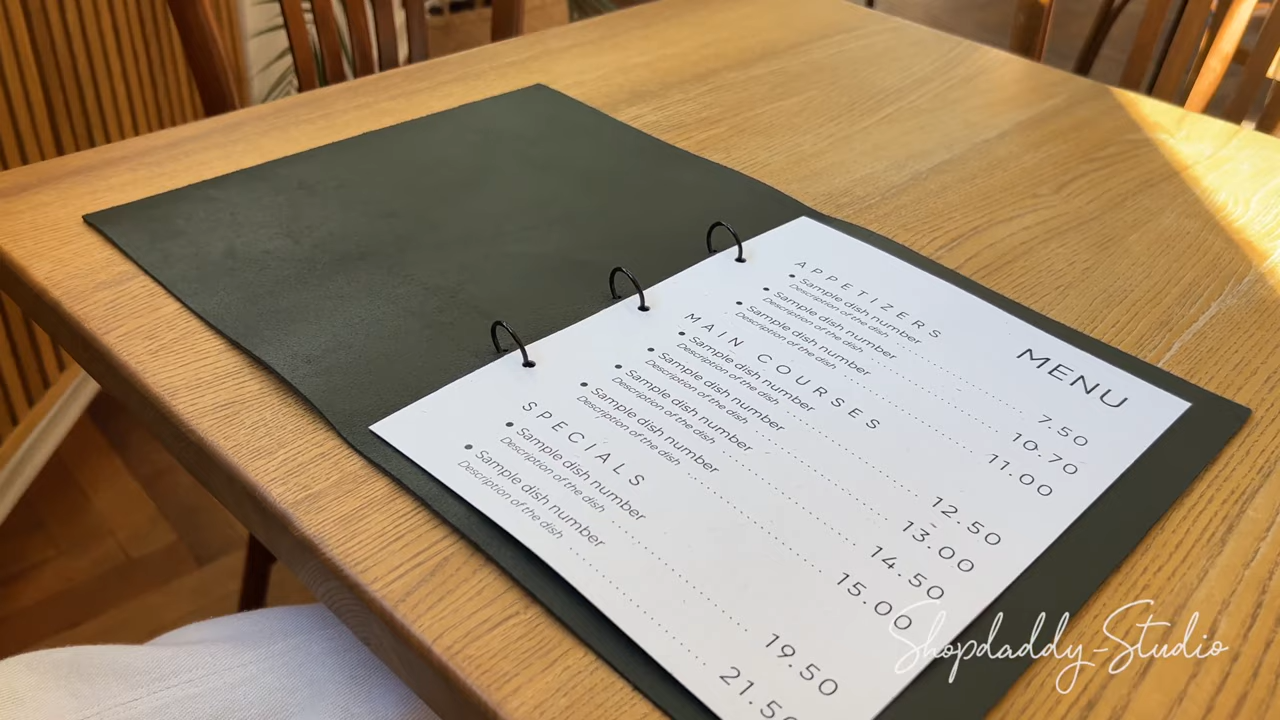 MENU
APPETIZERS
• Sample dish number ........ 7.50
Description of the dish
• Sample dish number ........ 10.70
Description of the dish
• Sample dish number ........ 11.00
Description of the dish
MAIN COURSES
• Sample dish number ........ 12.50
Description of the dish
• Sample dish number ........ 13.00
Description of the dish
• Sample dish number ........ 14.50
Description of the dish
• Sample dish number ........ 15.00
Description of the dish
SPECIALS
• Sample dish number ........ 19.50
Description of the dish
• Sample dish number ........ 21.50
Description of the dish
Shopdaddy-Studio